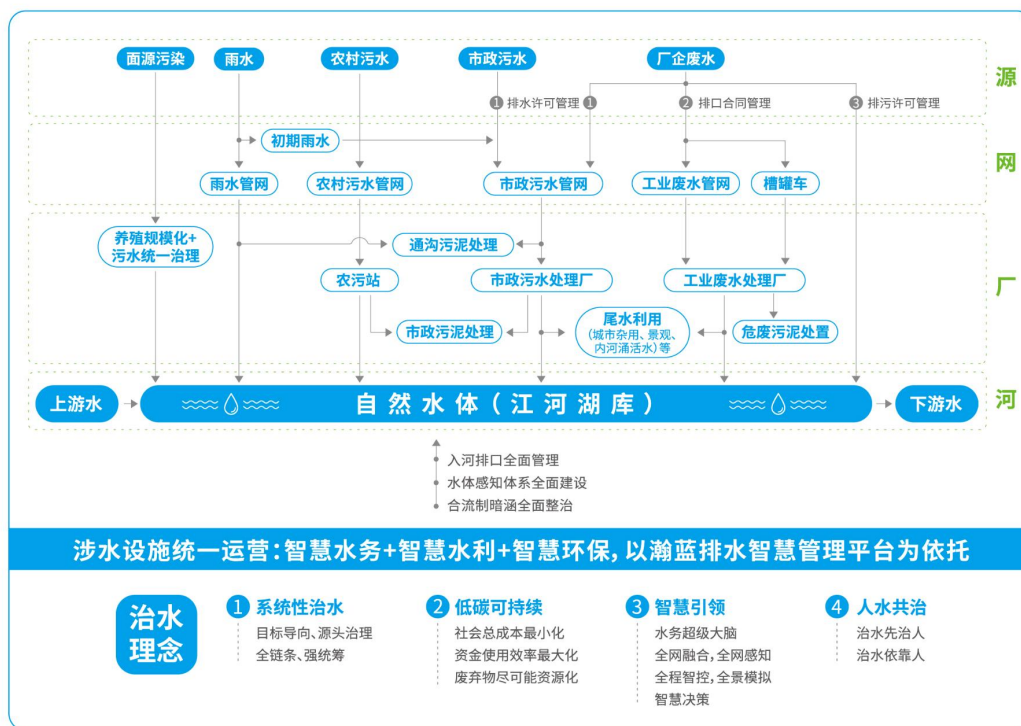 面源污染
雨水
农村污水
市政污水
厂企废水
源
1 排水许可管理 1
2 排口合同管理
3 排污许可管理
初期雨水
网
雨水管网
农村污水管网
市政污水管网
工业废水管网
槽罐车
养殖规模化+
污水统一治理
通沟污泥处理
农污站
市政污水处理厂
工业废水处理厂
厂
市政污泥处理
尾水利用
(城市杂用、景观、
内河涌活水)等
危废污泥处置
上游水
自然水体(江河湖库)
下游水
河
入河排口全面管理
水体感知体系全面建设
合流制暗涵全面整治
涉水设施统一运营:智慧水务+智慧水利+智慧环保,以瀚蓝排水智慧管理平台为依托
治水
理念
1 系统性治水
目标导向、源头治理
全链条、强统筹
2 低碳可持续
社会总成本最小化
资金使用效率最大化
废弃物尽可能资源化
3 智慧引领
水务超级大脑
全网融合,全网感知
全程智控,全景模拟
智慧决策
4 人水共治
治水先治人
治水依靠人